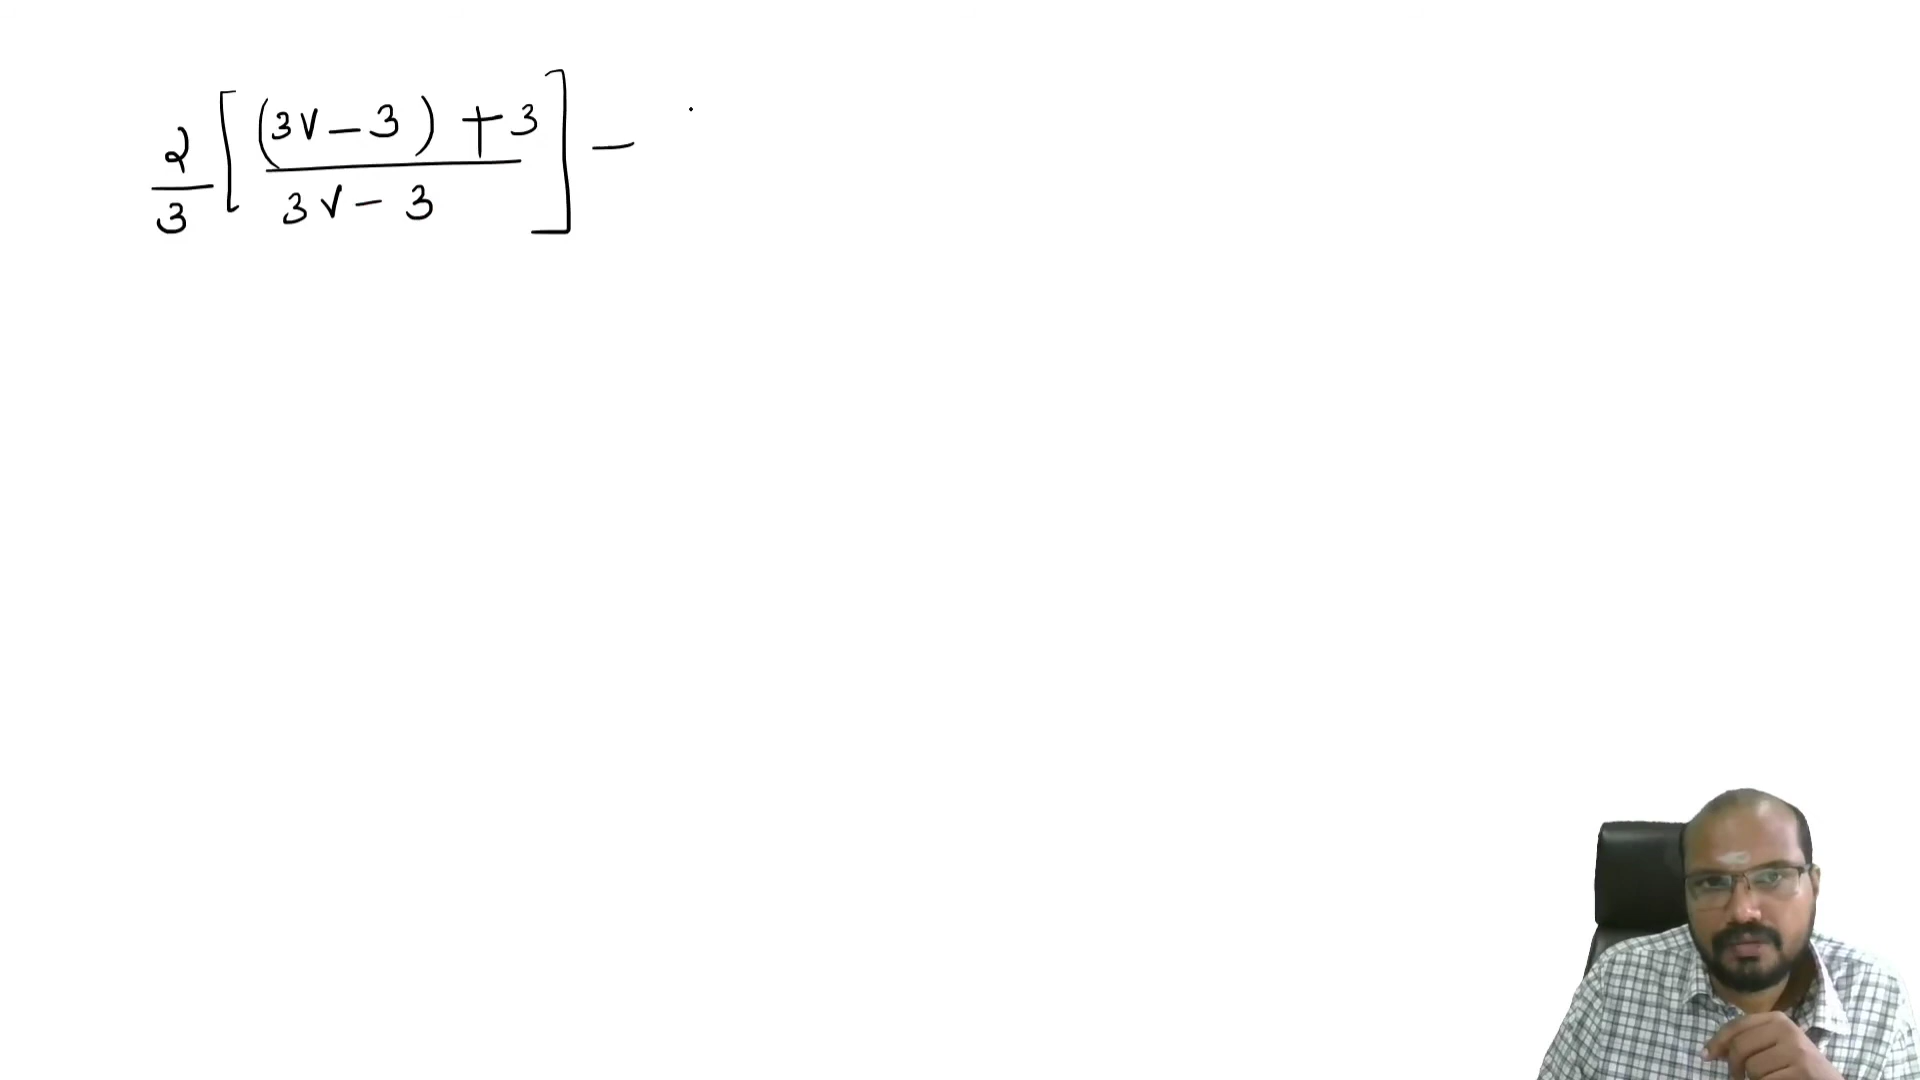 2/3 [ ((3v - 3) + 3) / (3v - 3) ] -